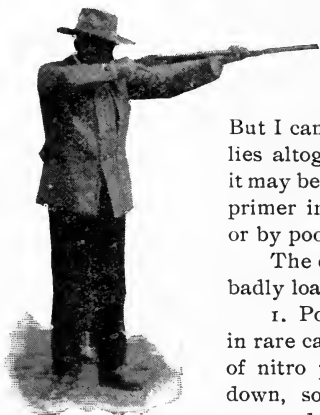 But I can
lies altog
it may be
primer in
or by poo
The
badly loa
1. Po
in rare ca
of nitro
down, so